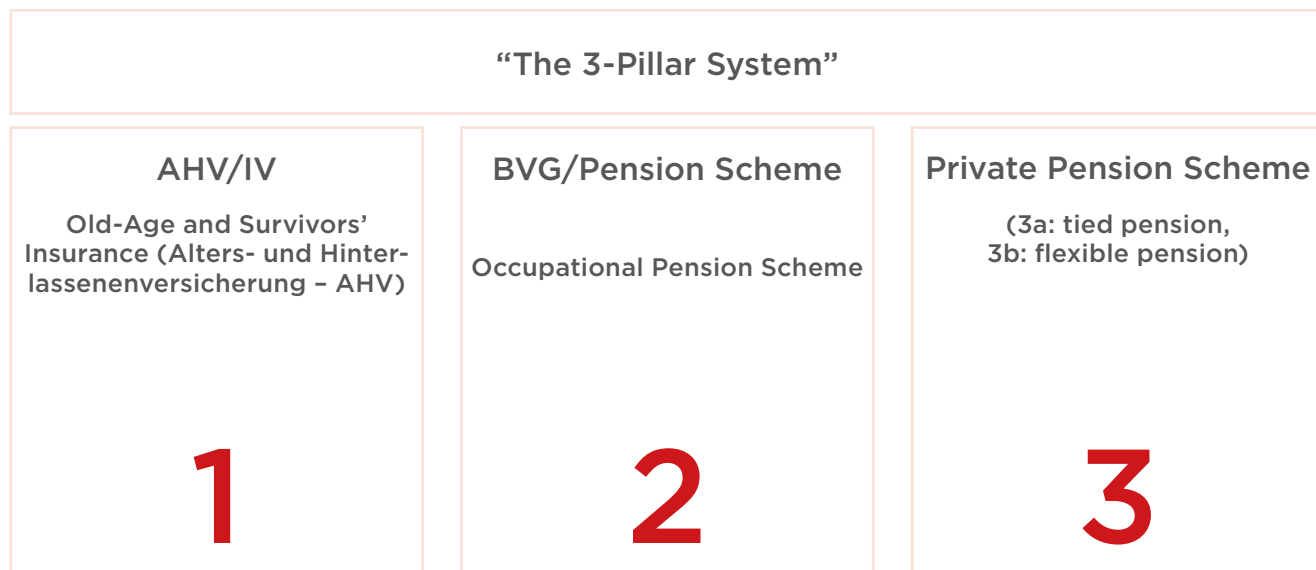 “The 3-Pillar System”
AHV/IV
Old-Age and Survivors’
Insurance (Alters- und Hinter-
lassenenversicherung – AHV)
1
BVG/Pension Scheme
Occupational Pension Scheme
2
Private Pension Scheme
(3a: tied pension,
3b: flexible pension)
3